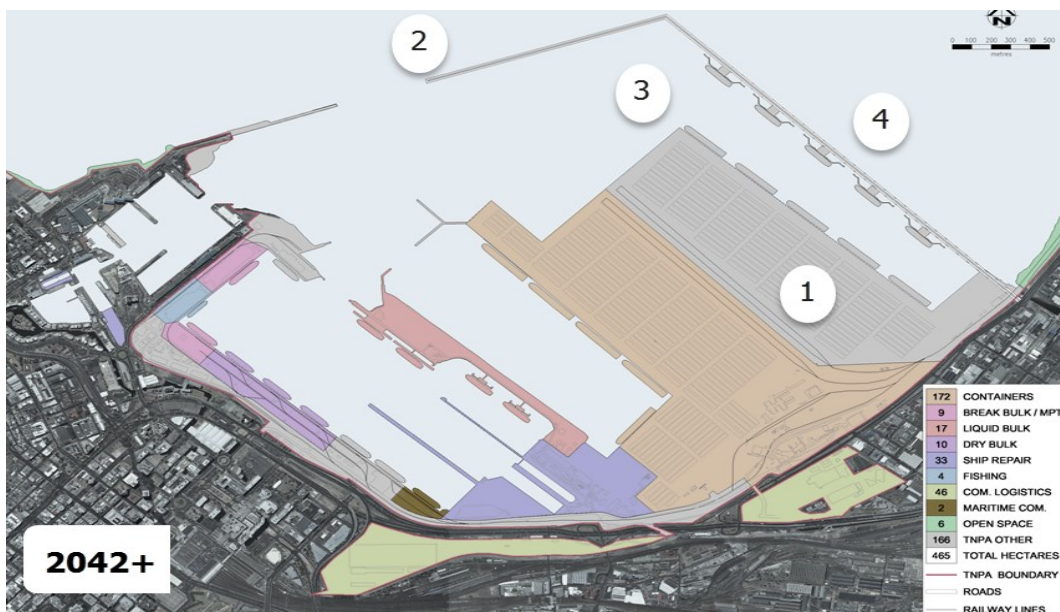 2
0 100 200 300 400 500
metres
3
4
1
172 CONTAINERS
9 BREAK BULK / MPT
17 LIQUID BULK
10 DRY BULK
33 SHIP REPAIR
4 FISHING
46 COM. LOGISTICS
2 MARITIME COM.
6 OPEN SPACE
166 TNPA OTHER
465 TOTAL HECTARES
TNPA BOUNDARY
ROADS
RAILWAY LINES
2042+